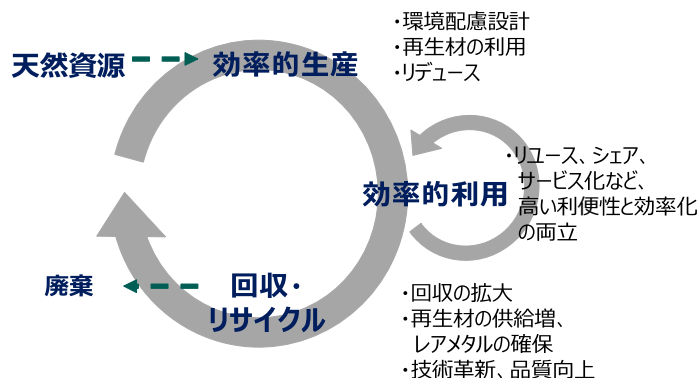 天然資源
効率的生産
・環境配慮設計
・再生材の利用
・リデュース
効率的利用
・リユース、シェア、
サービス化など、
高い利便性と効率化
の両立
廃棄
回収・
リサイクル
・回収の拡大
・再生材の供給増、
レアメタルの確保
・技術革新、品質向上